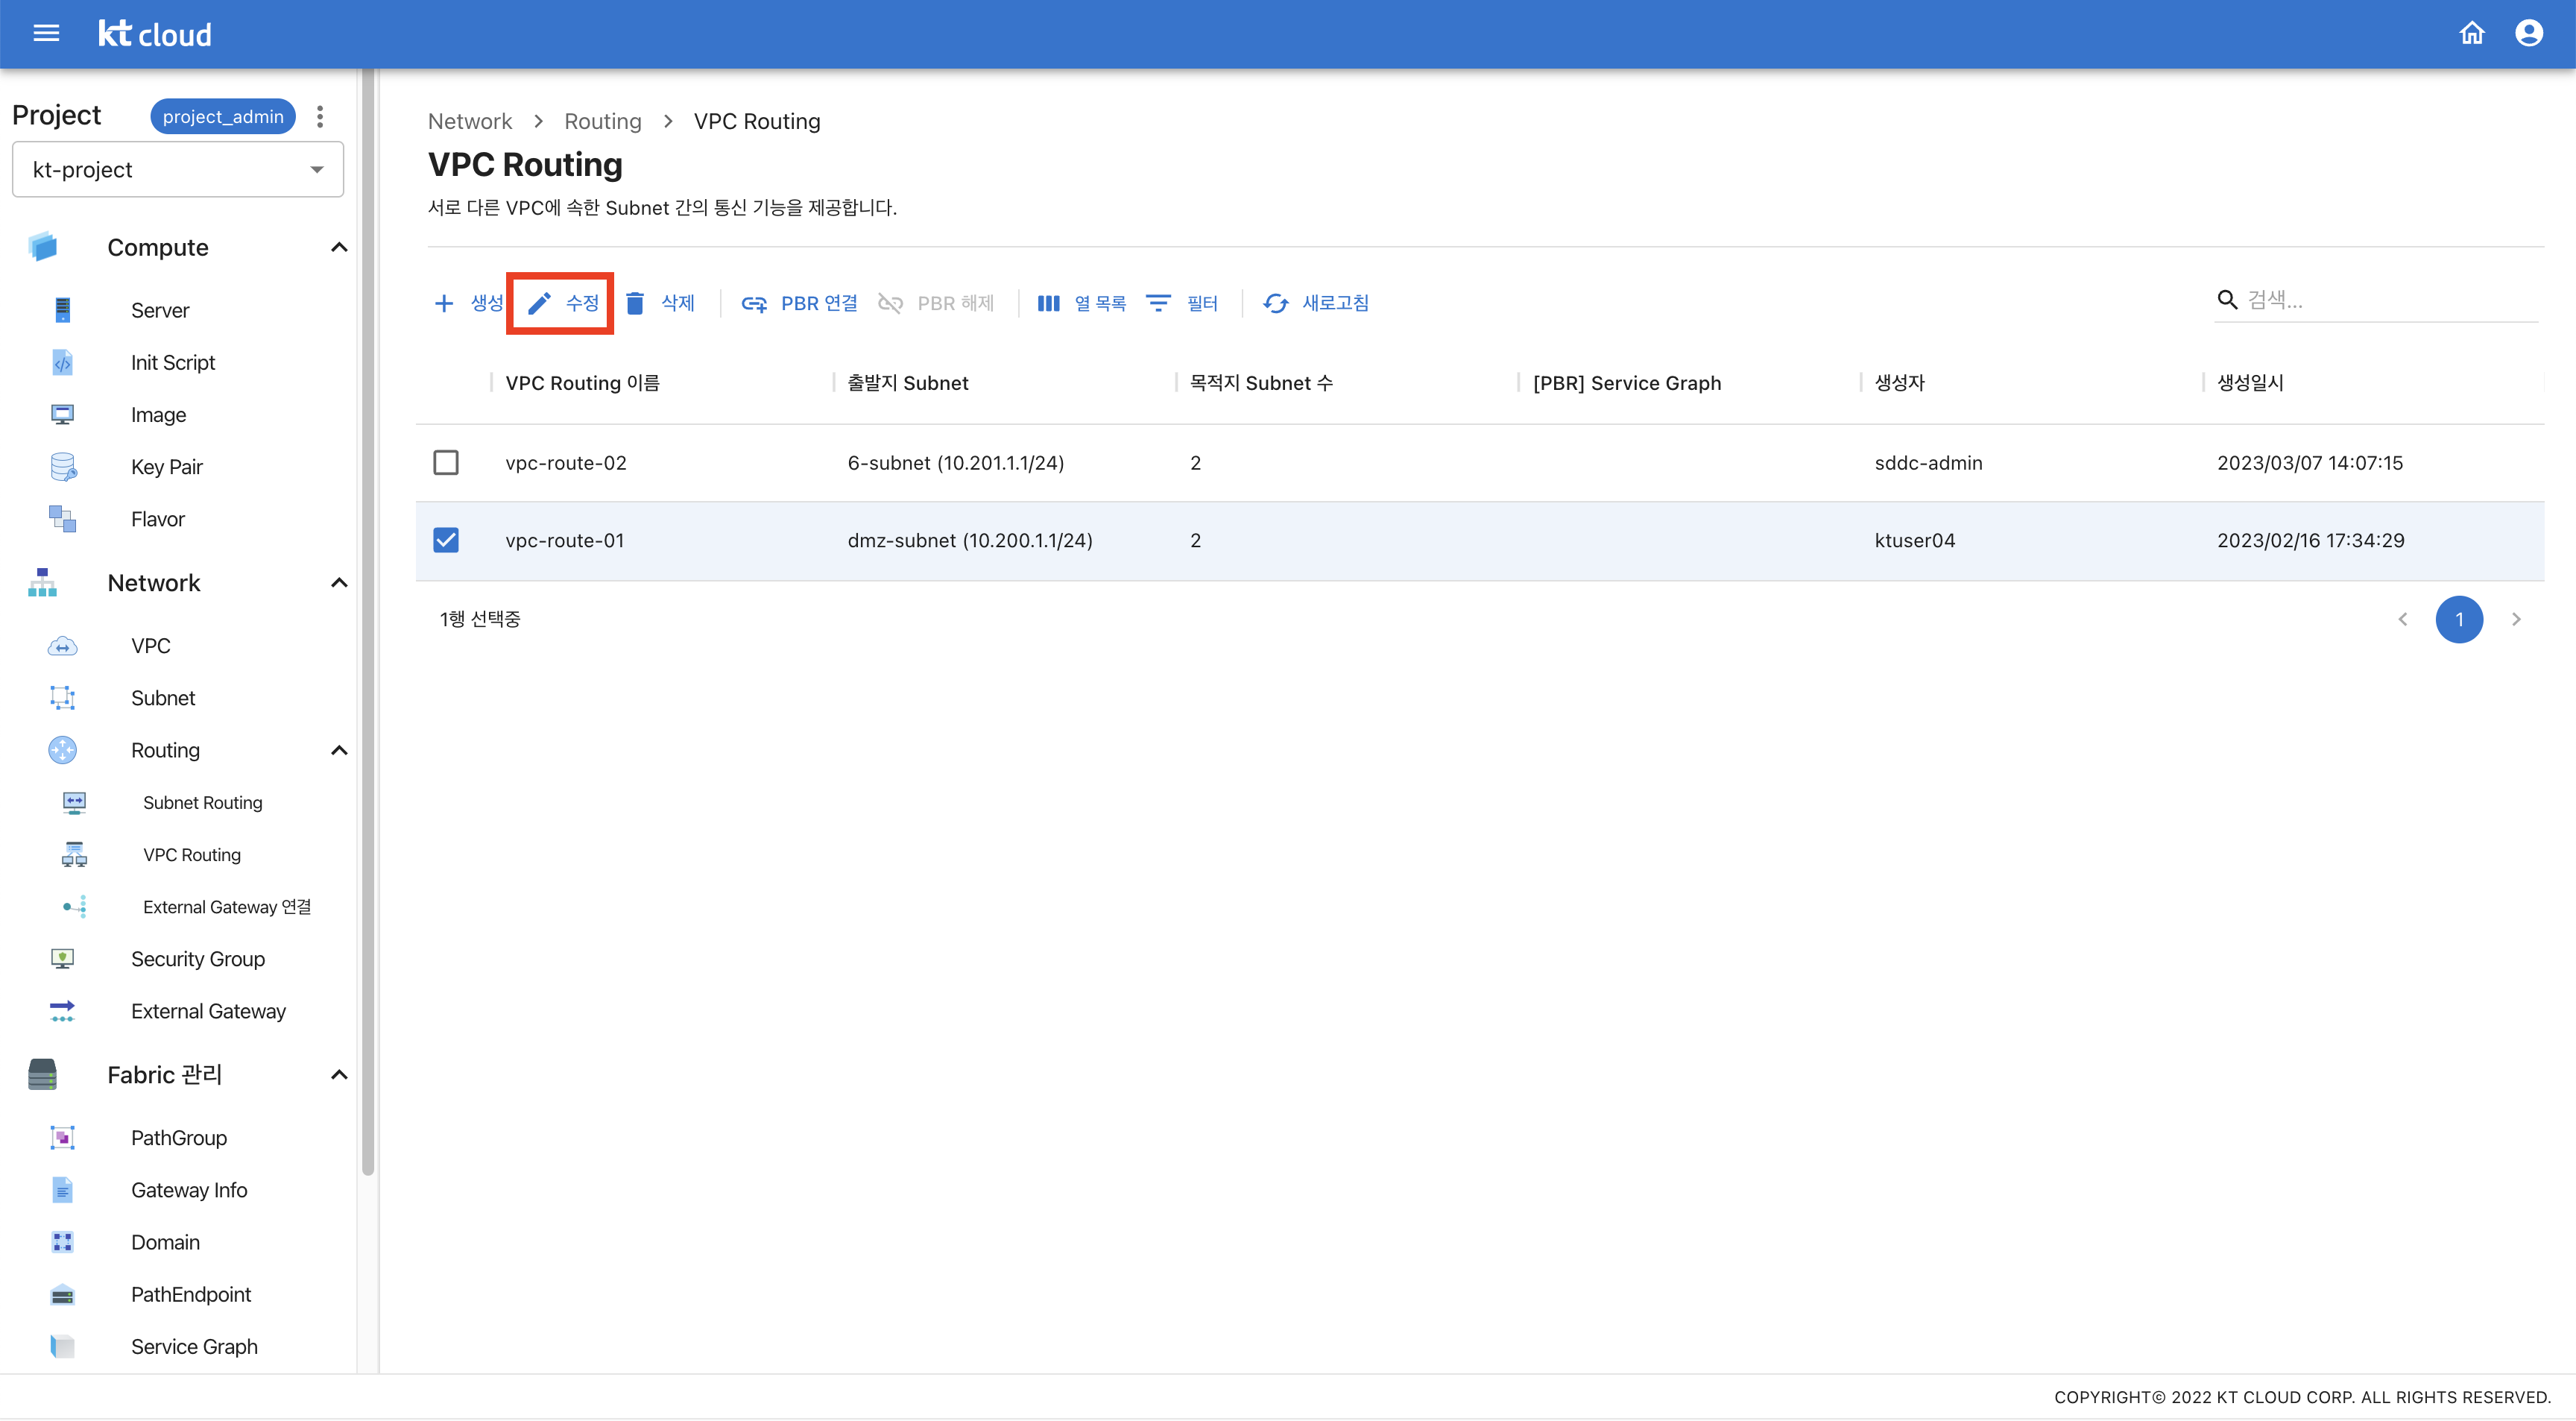 kt cloud
Project
project_admin
kt-project
Compute
Server
Init Script
Image
Key Pair
Flavor
Network
VPC
Subnet
Routing
Subnet Routing
VPC Routing
External Gateway 연결
Security Group
External Gateway
Fabric 관리
PathGroup
Gateway Info
Domain
PathEndpoint
Service Graph
Network > Routing > VPC Routing
VPC Routing
서로 다른 VPC에 속한 Subnet 간의 통신 기능을 제공합니다.
생성 수정 삭제 PBR 연결 PBR 해제 열 목록 필터 새로고침 검색...
VPC Routing 이름 출발지 Subnet 목적지 Subnet 수 [PBR] Service Graph 생성자 생성일시
vpc-route-02 6-subnet (10.201.1.1/24) 2 sddc-admin 2023/03/07 14:07:15
vpc-route-01 dmz-subnet (10.200.1.1/24) 2 ktuser04 2023/02/16 17:34:29
1행 선택중 1
COPYRIGHT© 2022 KT CLOUD CORP. ALL RIGHTS RESERVED.